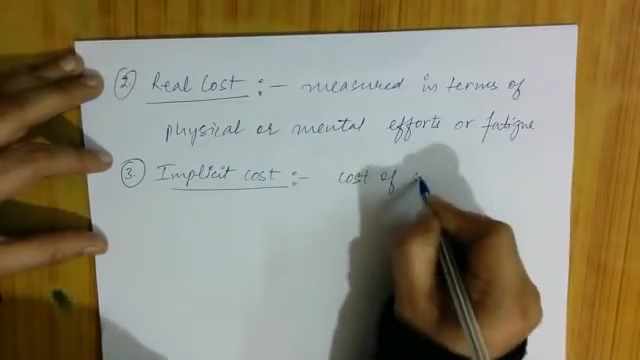 ② Real Cost :- measured in terms of
physical or mental efforts or fatigue
③ Implicit cost :- cost of